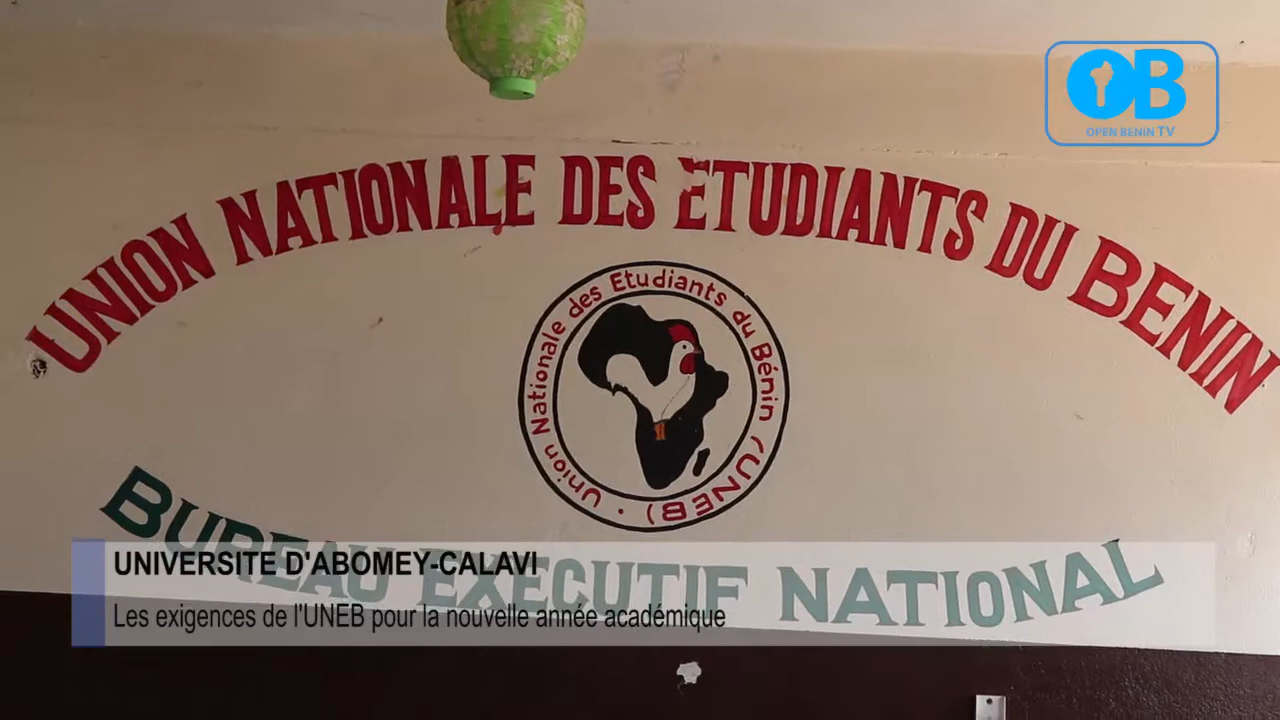 OB
OPEN BENIN TV
UNION NATIONALE DES ETUDIANTS DU BENIN
Union Nationale des Etudiants du Bénin (UNEB) •
BUREAU EXECUTIF NATIONAL
UNIVERSITE D'ABOMEY-CALAVI
Les exigences de l'UNEB pour la nouvelle année académique